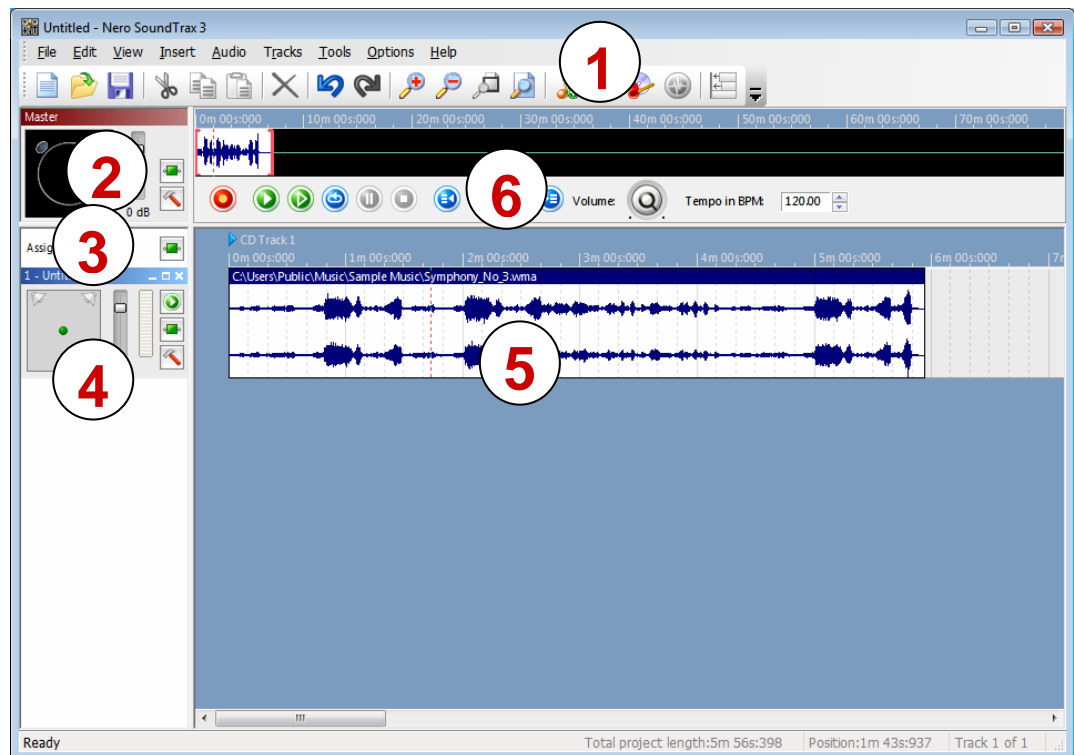 Untitled - Nero SoundTrax 3
File Edit View Insert Audio Tracks Tools Options Help
1
Master
0m 00s:000 10m 00s:000 20m 00s:000 30m 00s:000 40m 00s:000 50m 00s:000 60m 00s:000 70m 00s:000
2
0 dB
6
Volume: Tempo in BPM: 120.00
3
CD Track 1
0m 00s:000 1m 00s:000 2m 00s:000 3m 00s:000 4m 00s:000 5m 00s:000 6m 00s:000
1 -
C:\Users\Public\Music\Sample Music\Symphony_No_3.wma
4
5
Ready Total project length:5m 56s:398 Position:1m 43s:937 Track 1 of 1